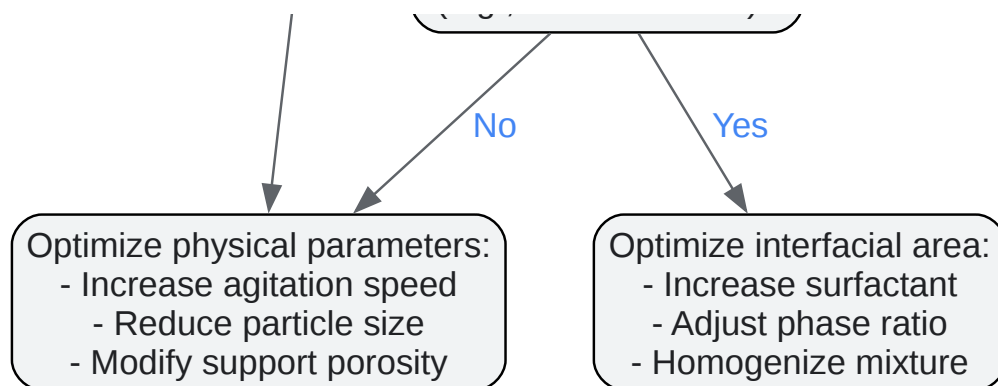 No
Yes
Optimize physical parameters:
- Increase agitation speed
- Reduce particle size
- Modify support porosity
Optimize interfacial area:
- Increase surfactant
- Adjust phase ratio
- Homogenize mixture